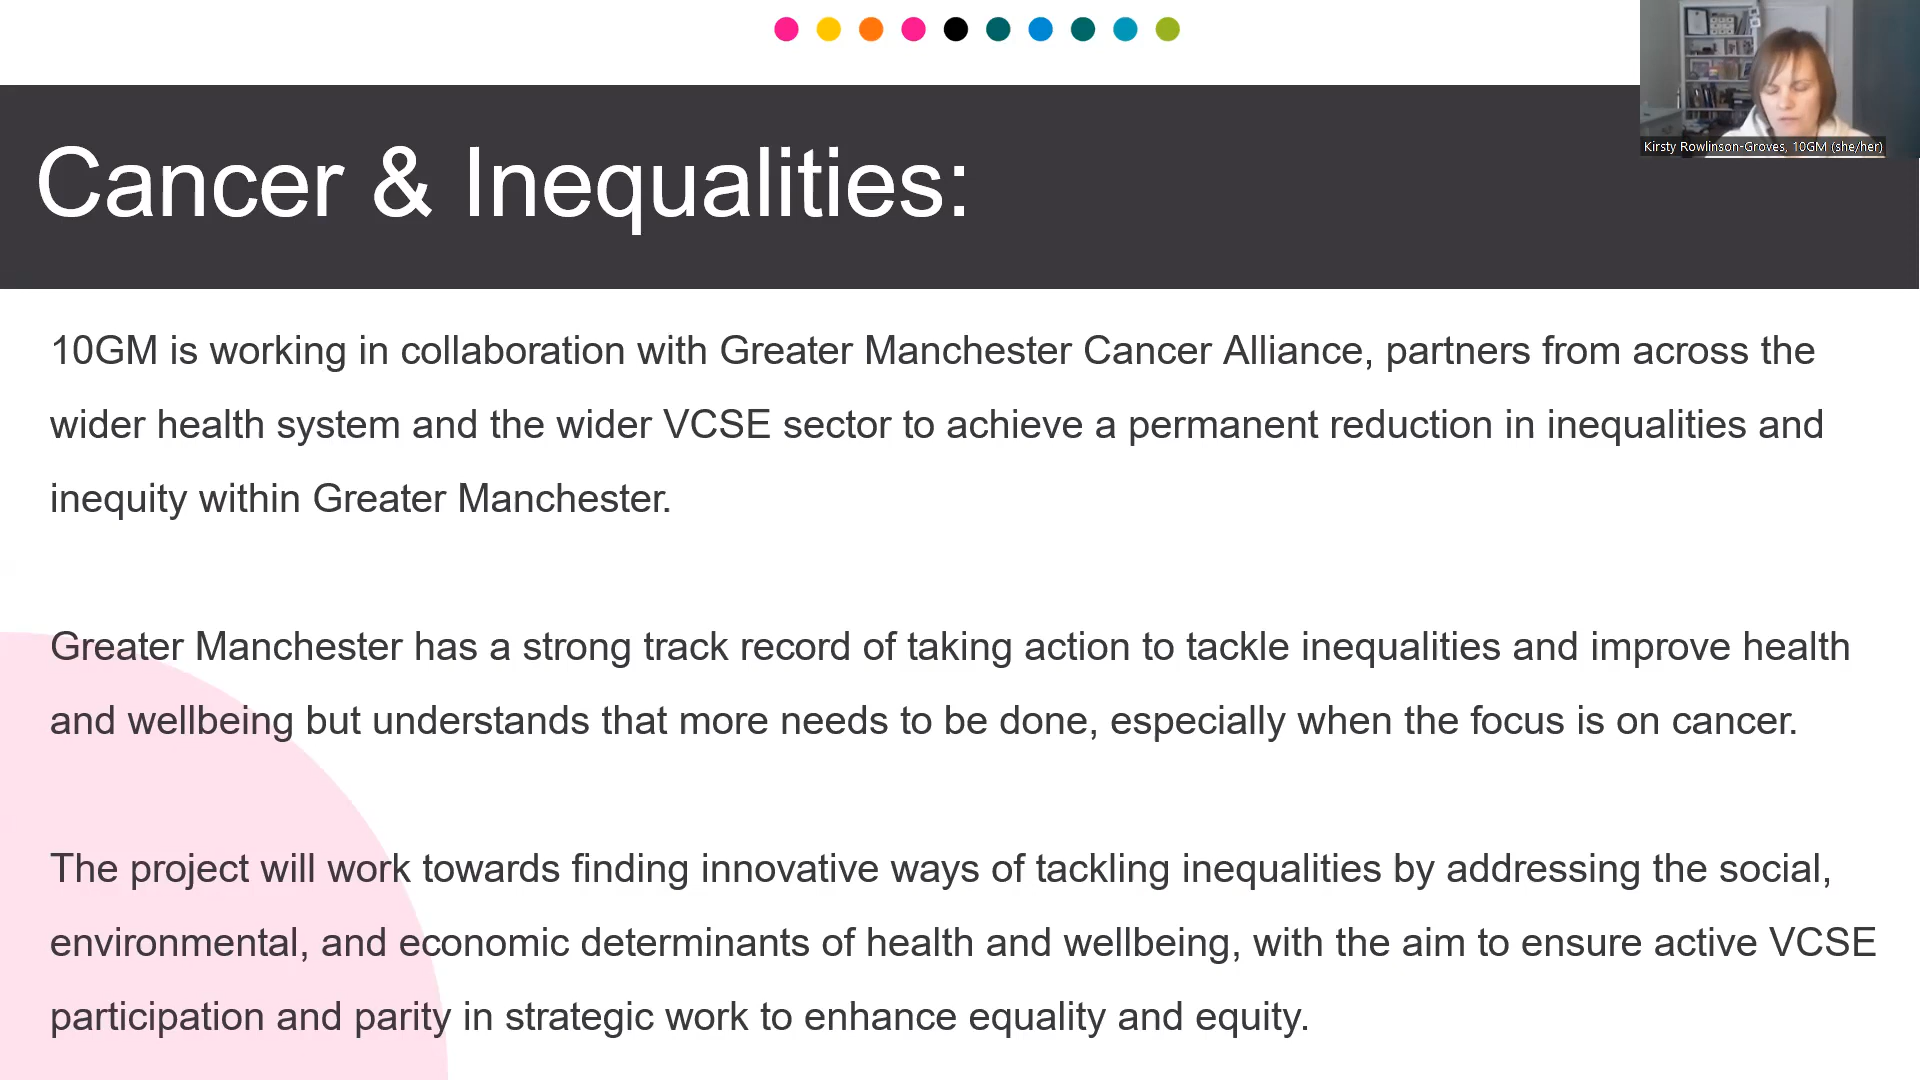 Kirsty Rowlinson-Groves, 10GM (she/her)
Cancer & Inequalities:
10GM is working in collaboration with Greater Manchester Cancer Alliance, partners from across the
wider health system and the wider VCSE sector to achieve a permanent reduction in inequalities and
inequity within Greater Manchester.
Greater Manchester has a strong track record of taking action to tackle inequalities and improve health
and wellbeing but understands that more needs to be done, especially when the focus is on cancer.
The project will work towards finding innovative ways of tackling inequalities by addressing the social,
environmental, and economic determinants of health and wellbeing, with the aim to ensure active VCSE
participation and parity in strategic work to enhance equality and equity.